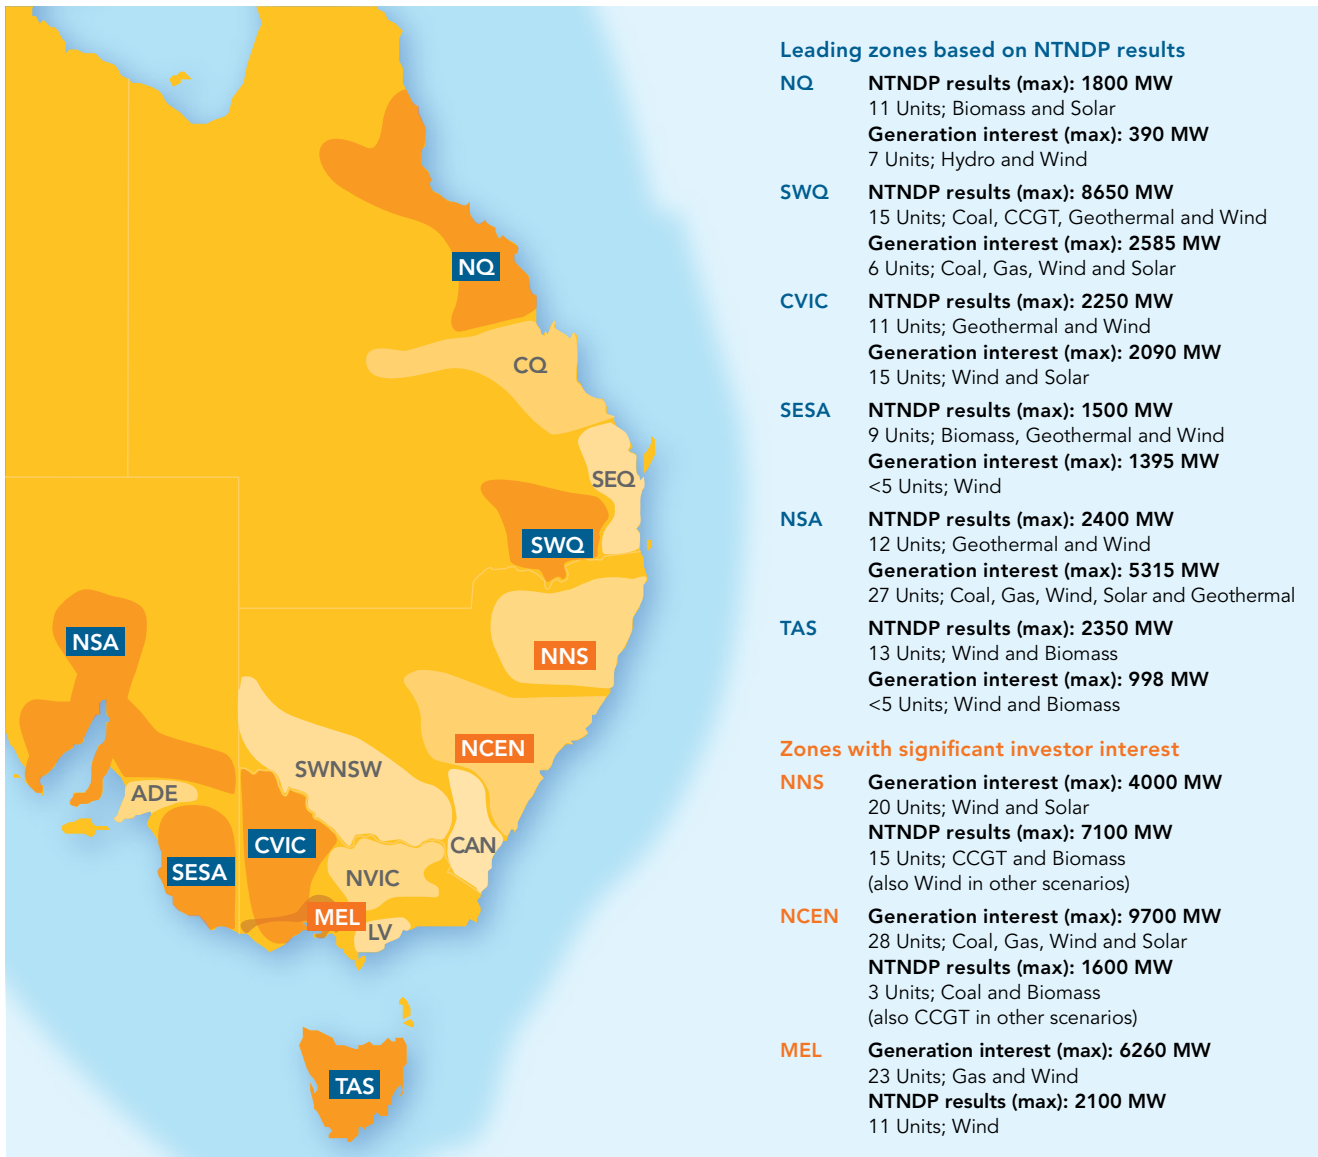 NQ
CQ
SEQ
SWQ
NSA
NNS
NCEN
SWNSW
ADE
CVIC
CAN
SESA
NVIC
MEL
LV
TAS
Leading zones based on NTNDP results
NQ NTNDP results (max): 1800 MW
11 Units; Biomass and Solar
Generation interest (max): 390 MW
7 Units; Hydro and Wind
SWQ NTNDP results (max): 8650 MW
15 Units; Coal, CCGT, Geothermal and Wind
Generation interest (max): 2585 MW
6 Units; Coal, Gas, Wind and Solar
CVIC NTNDP results (max): 2250 MW
11 Units; Geothermal and Wind
Generation interest (max): 2090 MW
15 Units; Wind and Solar
SESA NTNDP results (max): 1500 MW
9 Units; Biomass, Geothermal and Wind
Generation interest (max): 1395 MW
<5 Units; Wind
NSA NTNDP results (max): 2400 MW
12 Units; Geothermal and Wind
Generation interest (max): 5315 MW
27 Units; Coal, Gas, Wind, Solar and Geothermal
TAS NTNDP results (max): 2350 MW
13 Units; Wind and Biomass
Generation interest (max): 998 MW
<5 Units; Wind and Biomass
Zones with significant investor interest
NNS Generation interest (max): 4000 MW
20 Units; Wind and Solar
NTNDP results (max): 7100 MW
15 Units; CCGT and Biomass
(also Wind in other scenarios)
NCEN Generation interest (max): 9700 MW
28 Units; Coal, Gas, Wind and Solar
NTNDP results (max): 1600 MW
3 Units; Coal and Biomass
(also CCGT in other scenarios)
MEL Generation interest (max): 6260 MW
23 Units; Gas and Wind
NTNDP results (max): 2100 MW
11 Units; Wind